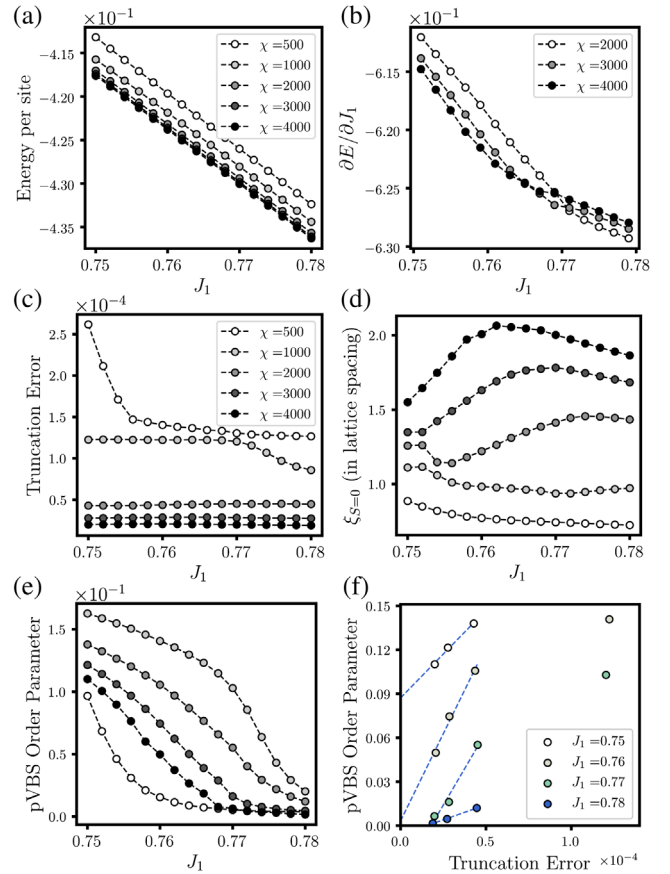 (a)
×10⁻¹
Energy per site
−4.15
−4.20
−4.25
−4.30
−4.35
χ = 500
χ = 1000
χ = 2000
χ = 3000
χ = 4000
0.75 0.76 0.77 0.78
J₁
(b)
×10⁻¹
∂E/∂J₁
−6.15
−6.20
−6.25
−6.30
χ = 2000
χ = 3000
χ = 4000
0.75 0.76 0.77 0.78
J₁
(c)
×10⁻⁴
Truncation Error
2.5
2.0
1.5
1.0
0.5
χ = 500
χ = 1000
χ = 2000
χ = 3000
χ = 4000
0.75 0.76 0.77 0.78
J₁
(d)
ξ_{S=0} (in lattice spacing)
2.0
1.5
1.0
0.75 0.76 0.77 0.78
J₁
(e)
×10⁻¹
pVBS Order Parameter
1.5
1.0
0.5
0.0
0.75 0.76 0.77 0.78
J₁
(f)
pVBS Order Parameter
0.15
0.12
0.09
0.06
0.03
0.00
J₁ =0.75
J₁ =0.76
J₁ =0.77
J₁ =0.78
0.0 0.5 1.0
Truncation Error ×10⁻⁴